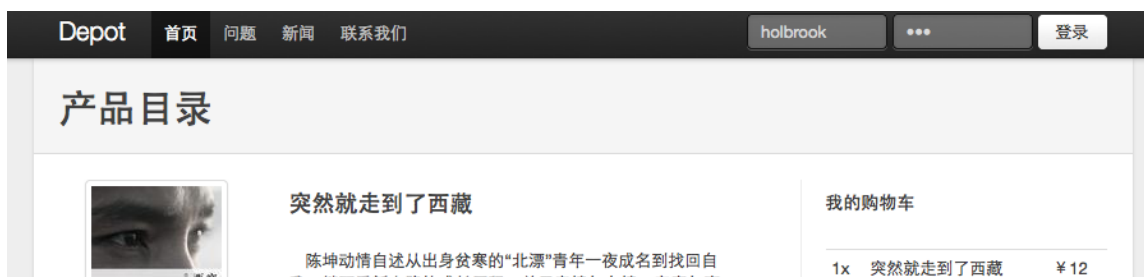 Depot 首页 问题 新闻 联系我们 holbrook ••• 登录
产品目录
突然就走到了西藏
陈坤动情自述从出身贫寒的“北漂”青年一夜成名到找回自
我的购物车
1x 突然就走到了西藏 ¥12